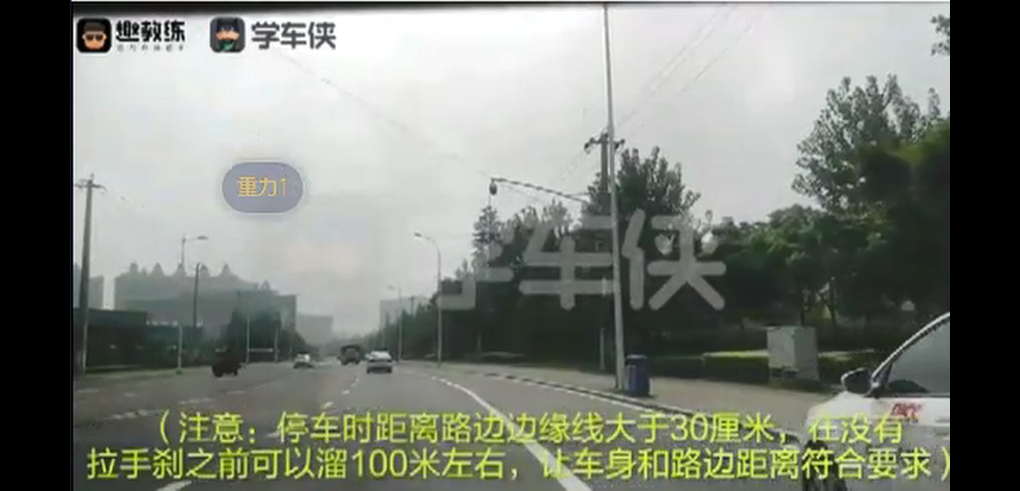 趣教练
学车侠
重力1
学车侠
（注意：停车时距离路边边缘线大于30厘米，在没有
拉手刹之前可以溜100米左右，让车身和路边距离符合要求）